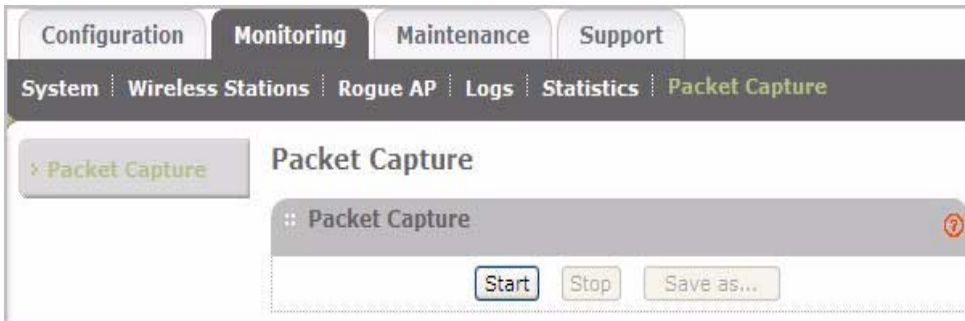 Configuration Monitoring Maintenance Support
System Wireless Stations Rogue AP Logs Statistics Packet Capture
> Packet Capture
Packet Capture
Packet Capture ?
Start Stop Save as...